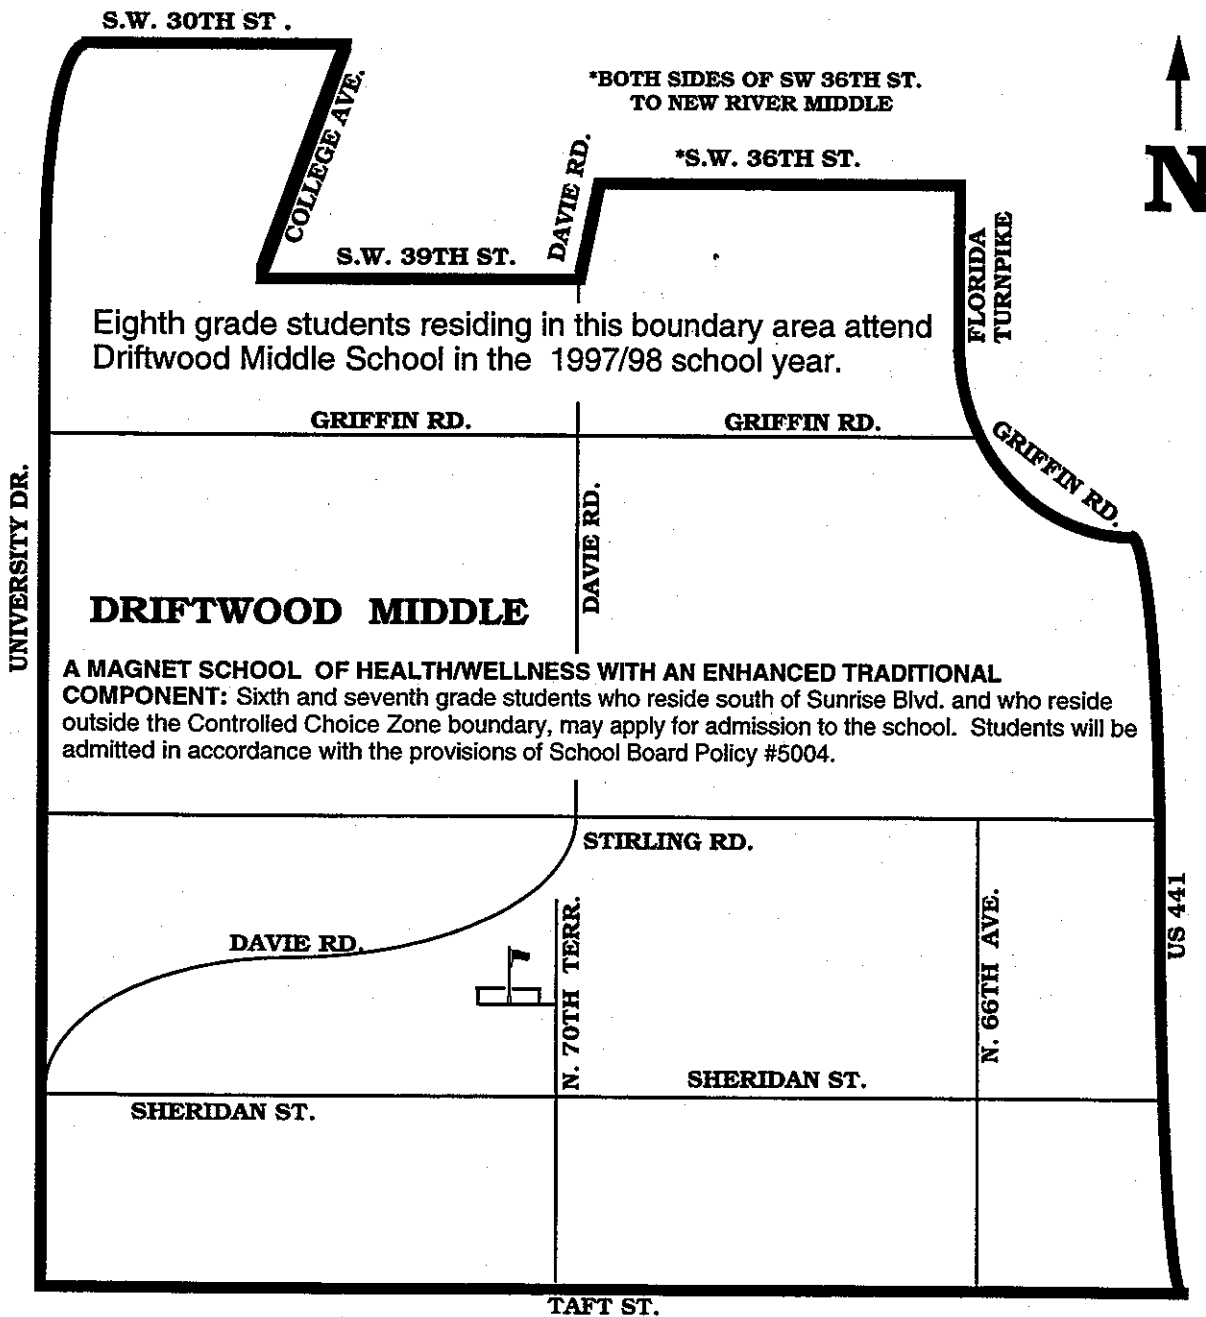 S.W. 30TH ST .
*BOTH SIDES OF SW 36TH ST.
TO NEW RIVER MIDDLE
N
COLLEGE AVE.
DAVIE RD.
*S.W. 36TH ST.
S.W. 39TH ST.
FLORIDA
TURNPIKE
Eighth grade students residing in this boundary area attend
Driftwood Middle School in the 1997/98 school year.
GRIFFIN RD.
GRIFFIN RD.
GRIFFIN RD.
UNIVERSITY DR.
DAVIE RD.
DRIFTWOOD MIDDLE
A MAGNET SCHOOL OF HEALTH/WELLNESS WITH AN ENHANCED TRADITIONAL
COMPONENT: Sixth and seventh grade students who reside south of Sunrise Blvd. and who reside
outside the Controlled Choice Zone boundary, may apply for admission to the school. Students will be
admitted in accordance with the provisions of School Board Policy #5004.
STIRLING RD.
US 441
DAVIE RD.
N. 70TH TERR.
N. 66TH AVE.
SHERIDAN ST.
SHERIDAN ST.
TAFT ST.